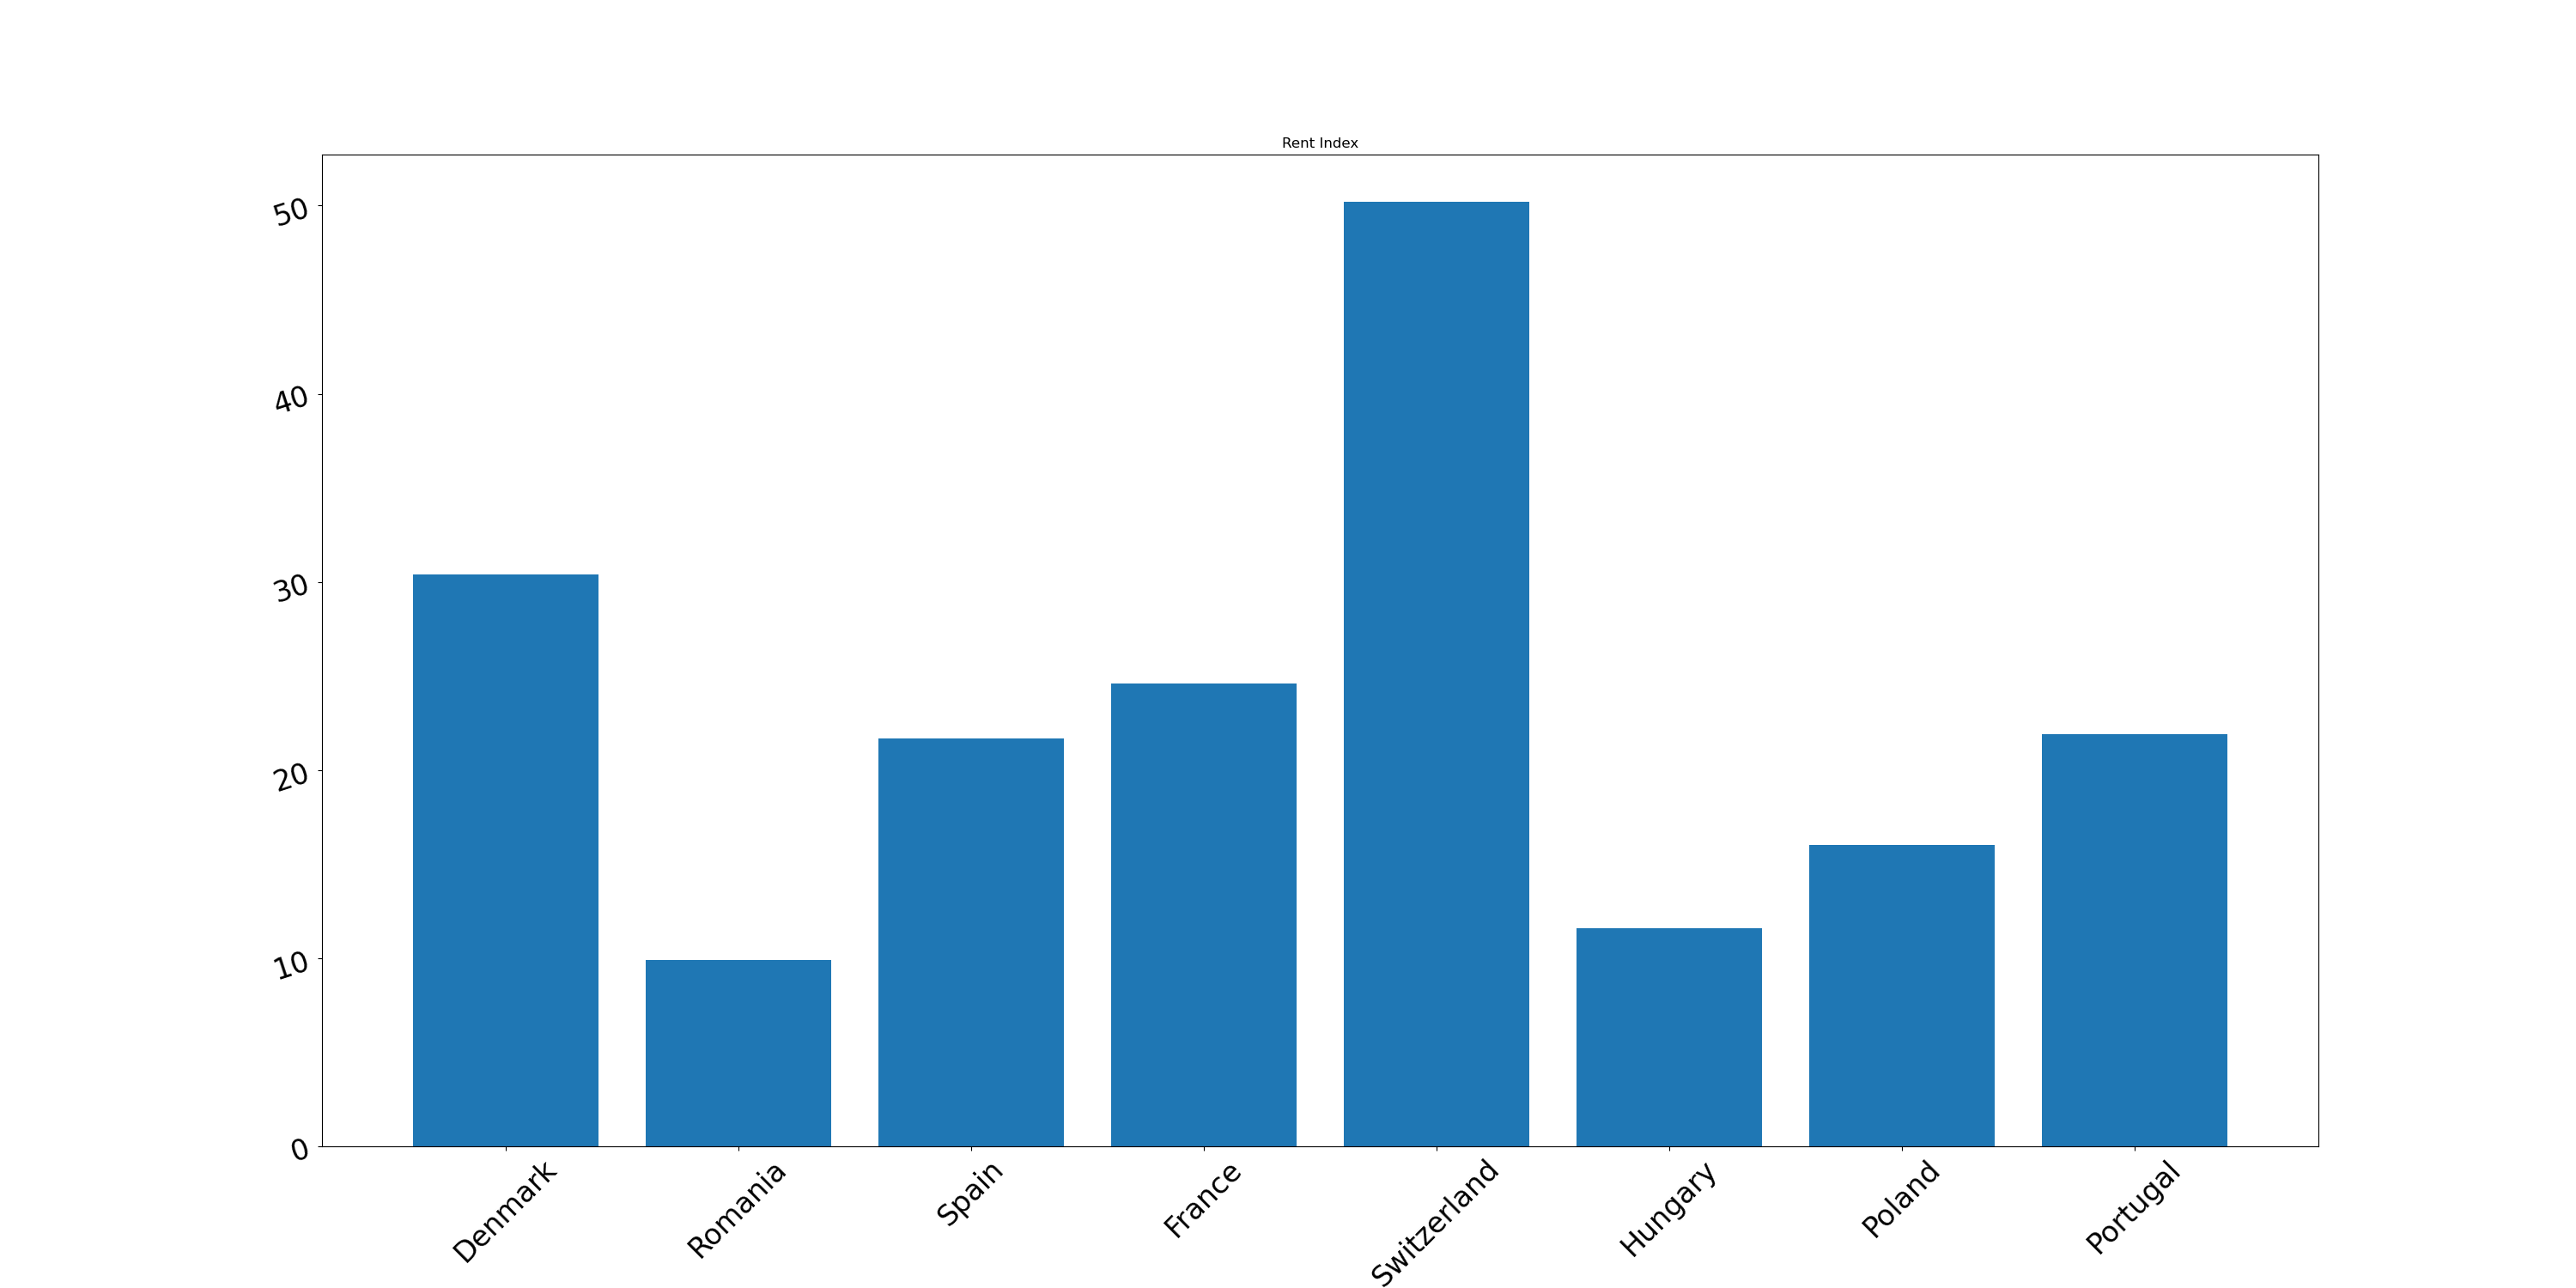 Rent Index
50
40
30
20
10
0
Denmark
Romania
Spain
France
Switzerland
Hungary
Poland
Portugal